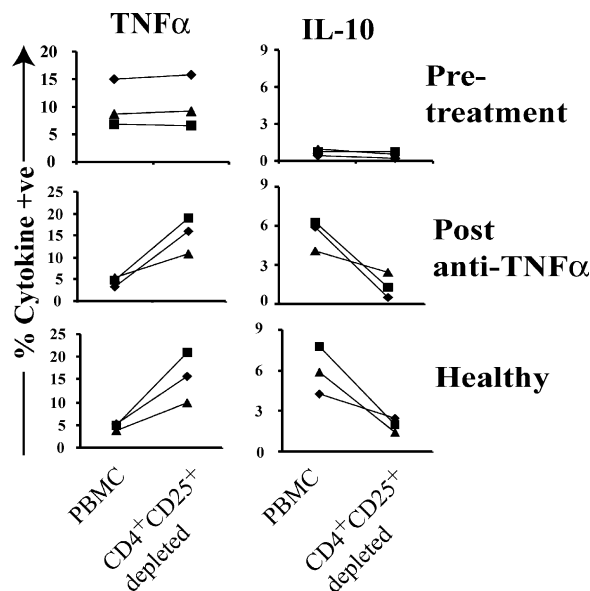 TNFα
IL-10
% Cytokine +ve
20
15
10
5
0
9
6
3
0
Pre-
treatment
25
20
15
10
5
0
9
6
3
0
Post
anti-TNFα
25
20
15
10
5
0
9
6
3
0
Healthy
PBMC
CD4+CD25+
depleted
PBMC
CD4+CD25+
depleted